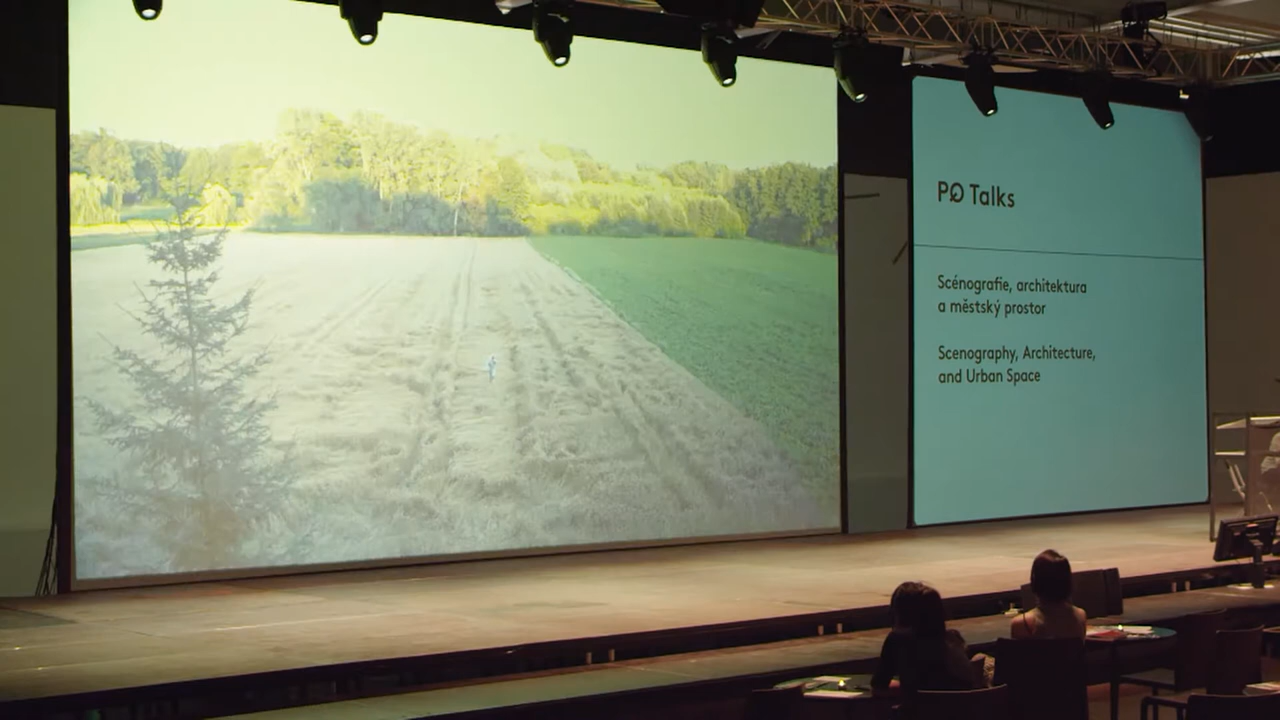 PQ Talks
Scénografie, architektura
a městský prostor
Scenography, Architecture,
and Urban Space